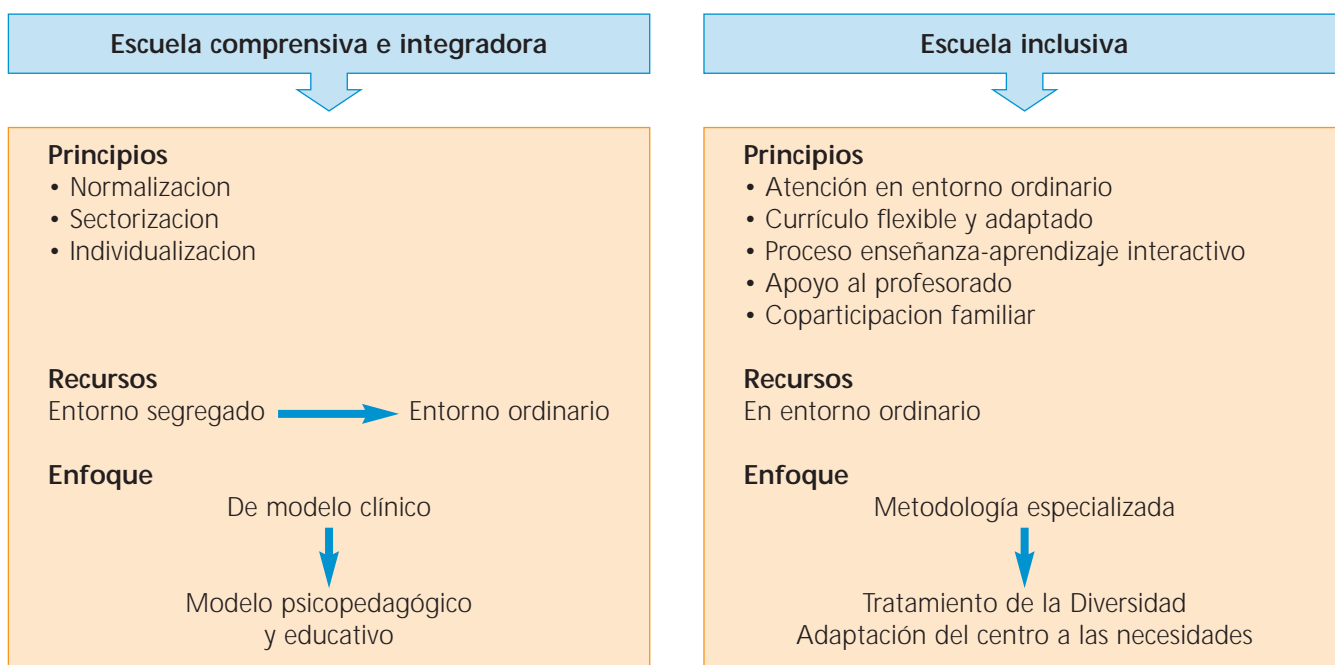 Escuela comprensiva e integradora
Principios
• Normalizacion
• Sectorizacion
• Individualizacion
Recursos
Entorno segregado Entorno ordinario
Enfoque
De modelo clínico
Modelo psicopedagógico
y educativo
Escuela inclusiva
Principios
• Atención en entorno ordinario
• Currículo flexible y adaptado
• Proceso enseñanza-aprendizaje interactivo
• Apoyo al profesorado
• Coparticipacion familiar
Recursos
En entorno ordinario
Enfoque
Metodología especializada
Tratamiento de la Diversidad
Adaptación del centro a las necesidades